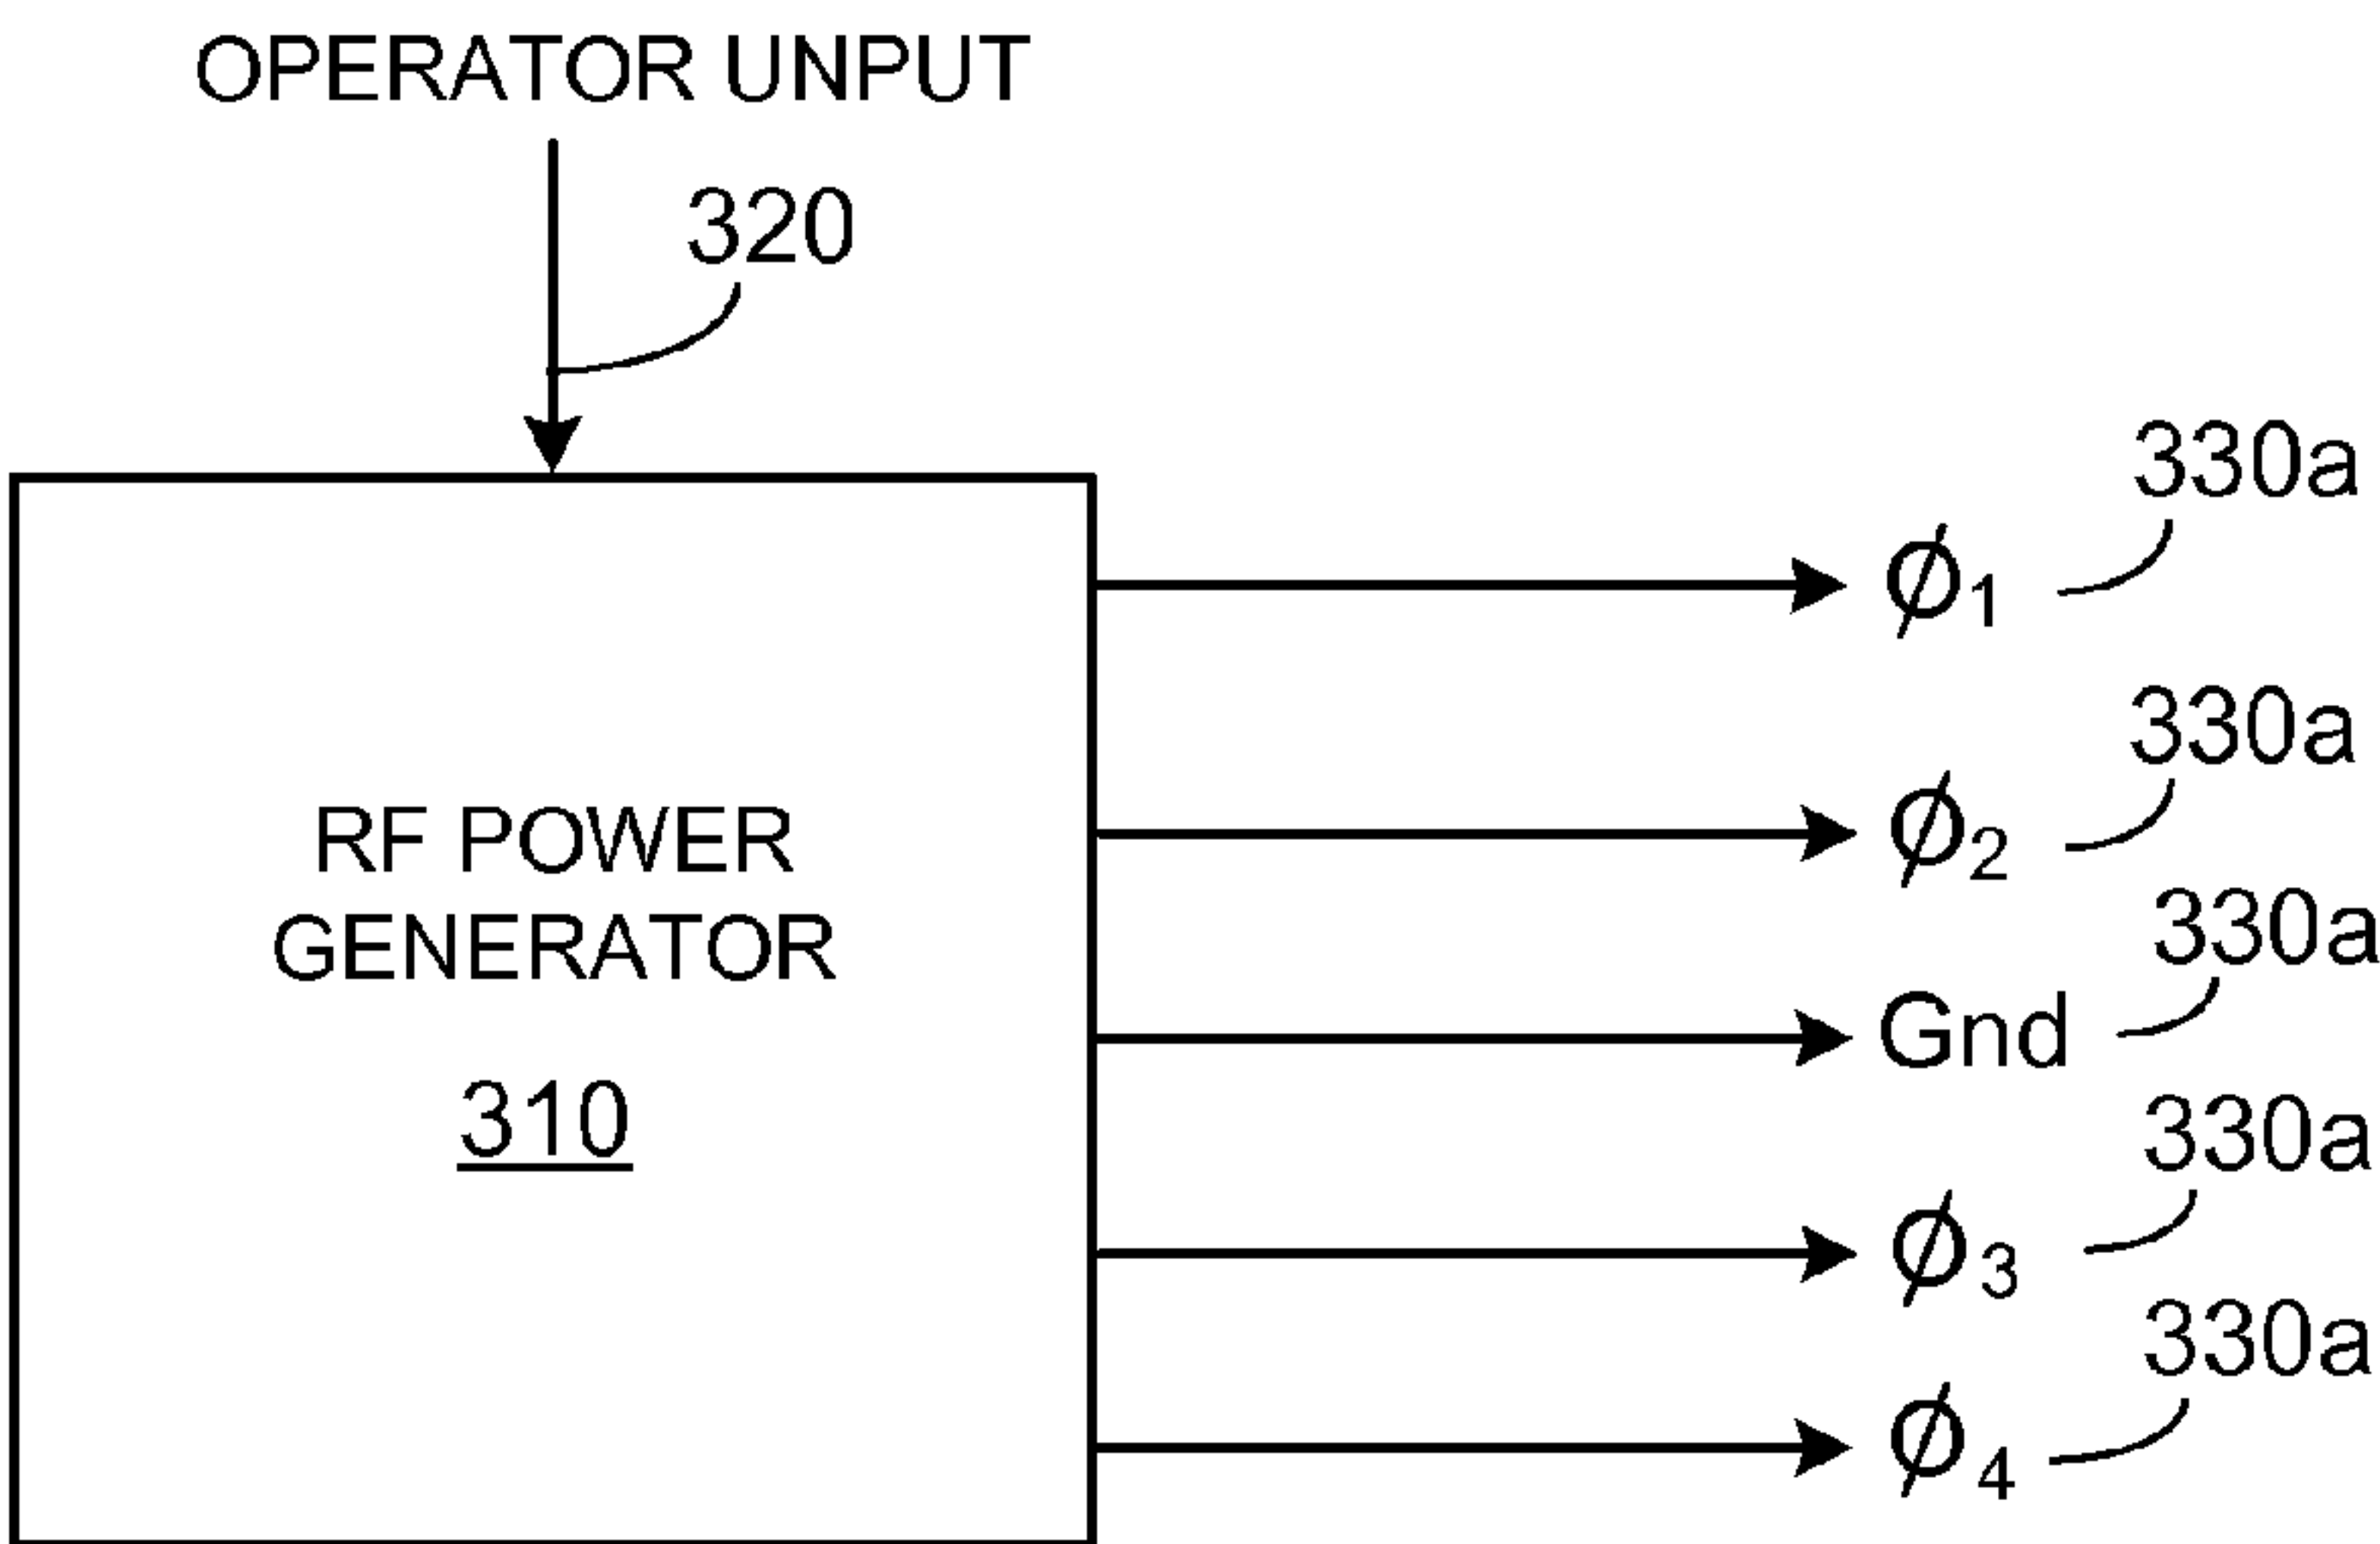 OPERATOR UNPUT
320
330a
ϕ1
330a
ϕ2
330a
Gnd
330a
ϕ3
330a
ϕ4
RF POWER
GENERATOR
310